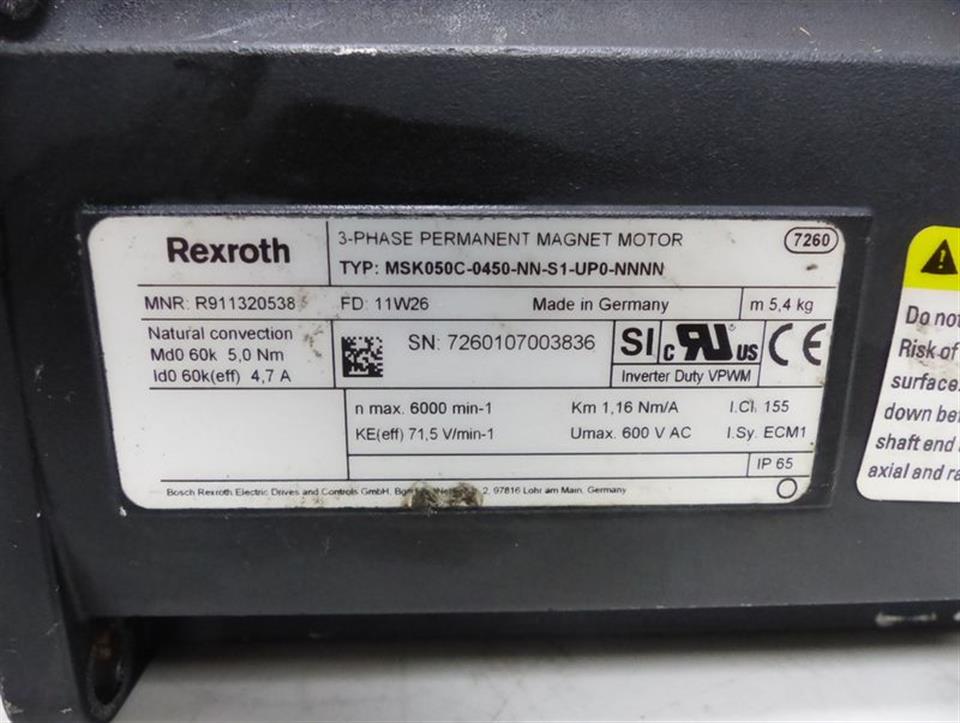 Rexroth
3-PHASE PERMANENT MAGNET MOTOR
7260
TYP: MSK050C-0450-NN-S1-UP0-NNNN
MNR: R911320538 FD: 11W26 Made in Germany m 5,4 kg
Natural convection
Md0 60k 5,0 Nm
Id0 60k(eff) 4,7 A
SN: 7260107003836
SI c RU US CE
Inverter Duty VPWM
n max. 6000 min-1 Km 1,16 Nm/A I.Cl. 155
KE(eff) 71,5 V/min-1 Umax. 600 V AC I.Sy. ECM1
IP 65
Bosch Rexroth Electric Drives and Controls GmbH, 2, 97816 Lohr am Main, Germany
Do not
Risk of
surface.
down bef
shaft end
axial and ra